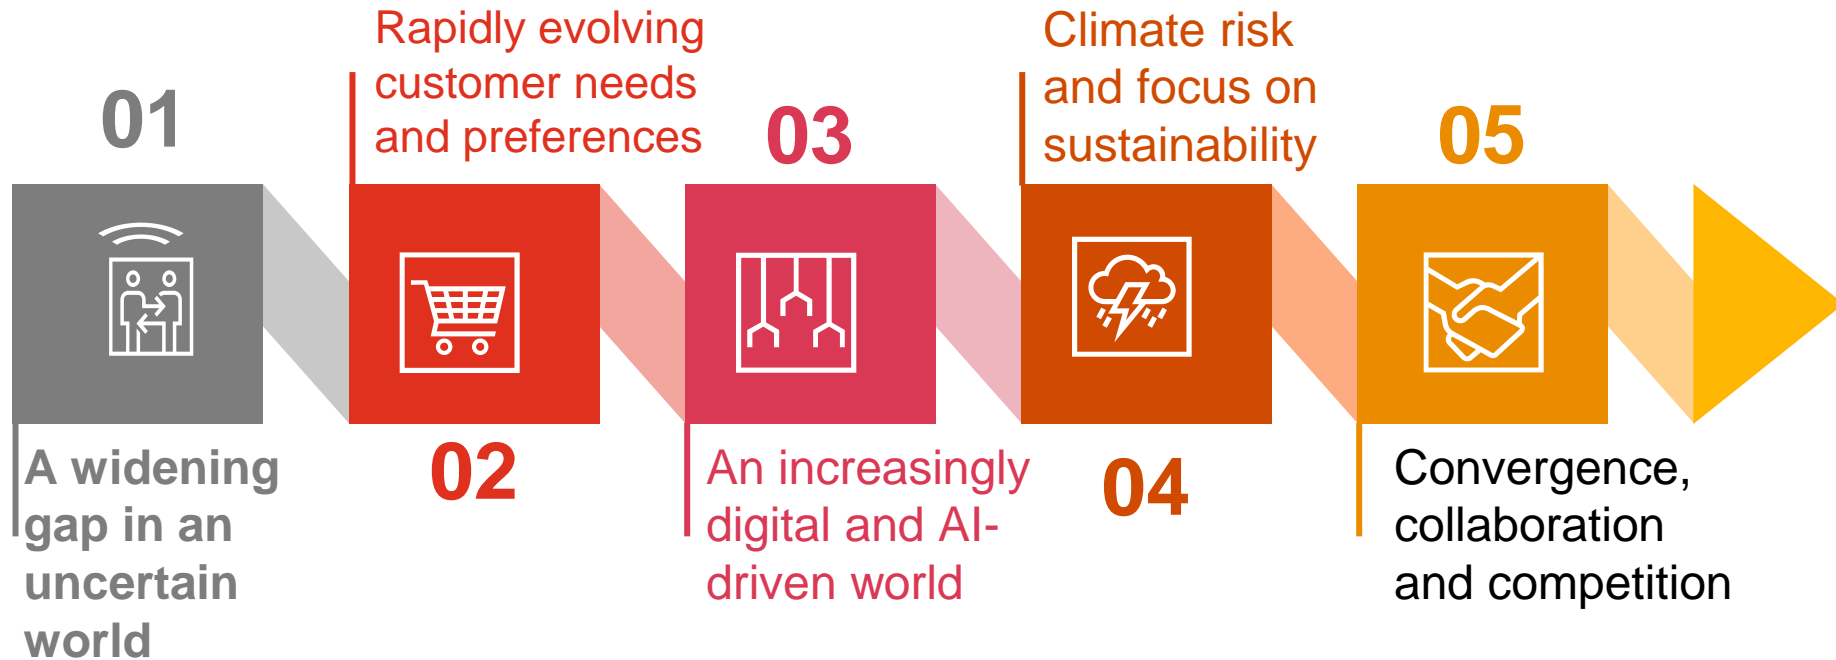 01
A widening
gap in an
uncertain
world
Rapidly evolving
customer needs
and preferences
02
03
An increasingly
digital and AI-
driven world
Climate risk
and focus on
sustainability
04
05
Convergence,
collaboration
and competition